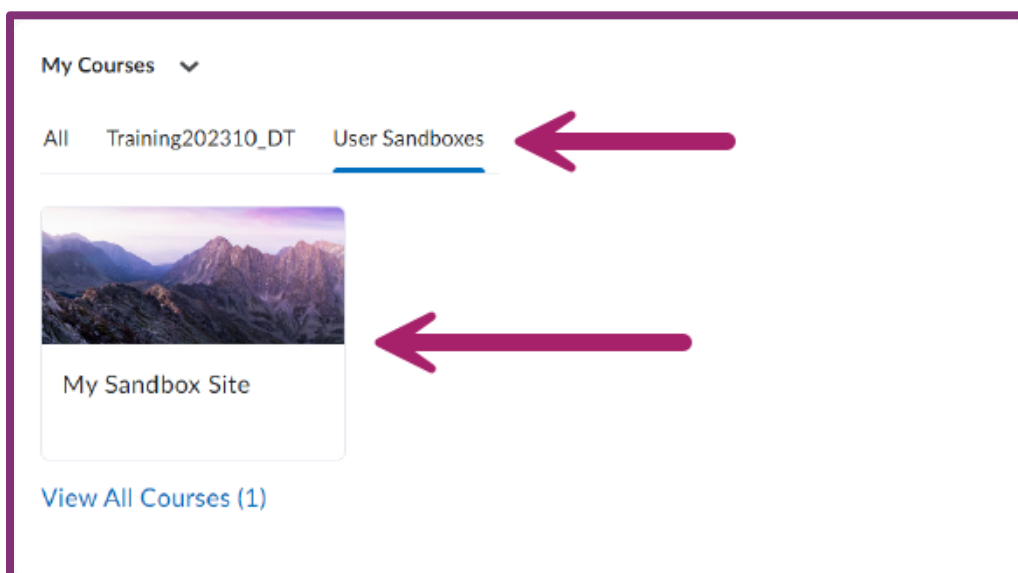 My Courses
All Training202310_DT User Sandboxes
My Sandbox Site
View All Courses (1)